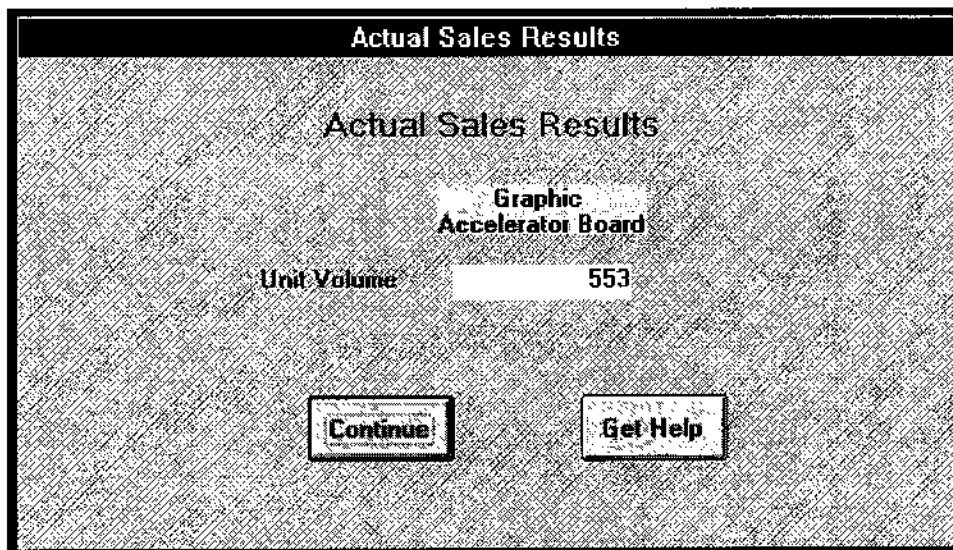 Actual Sales Results
Actual Sales Results
Graphic
Accelerator Board
Unit Volume 553
Continue Get Help